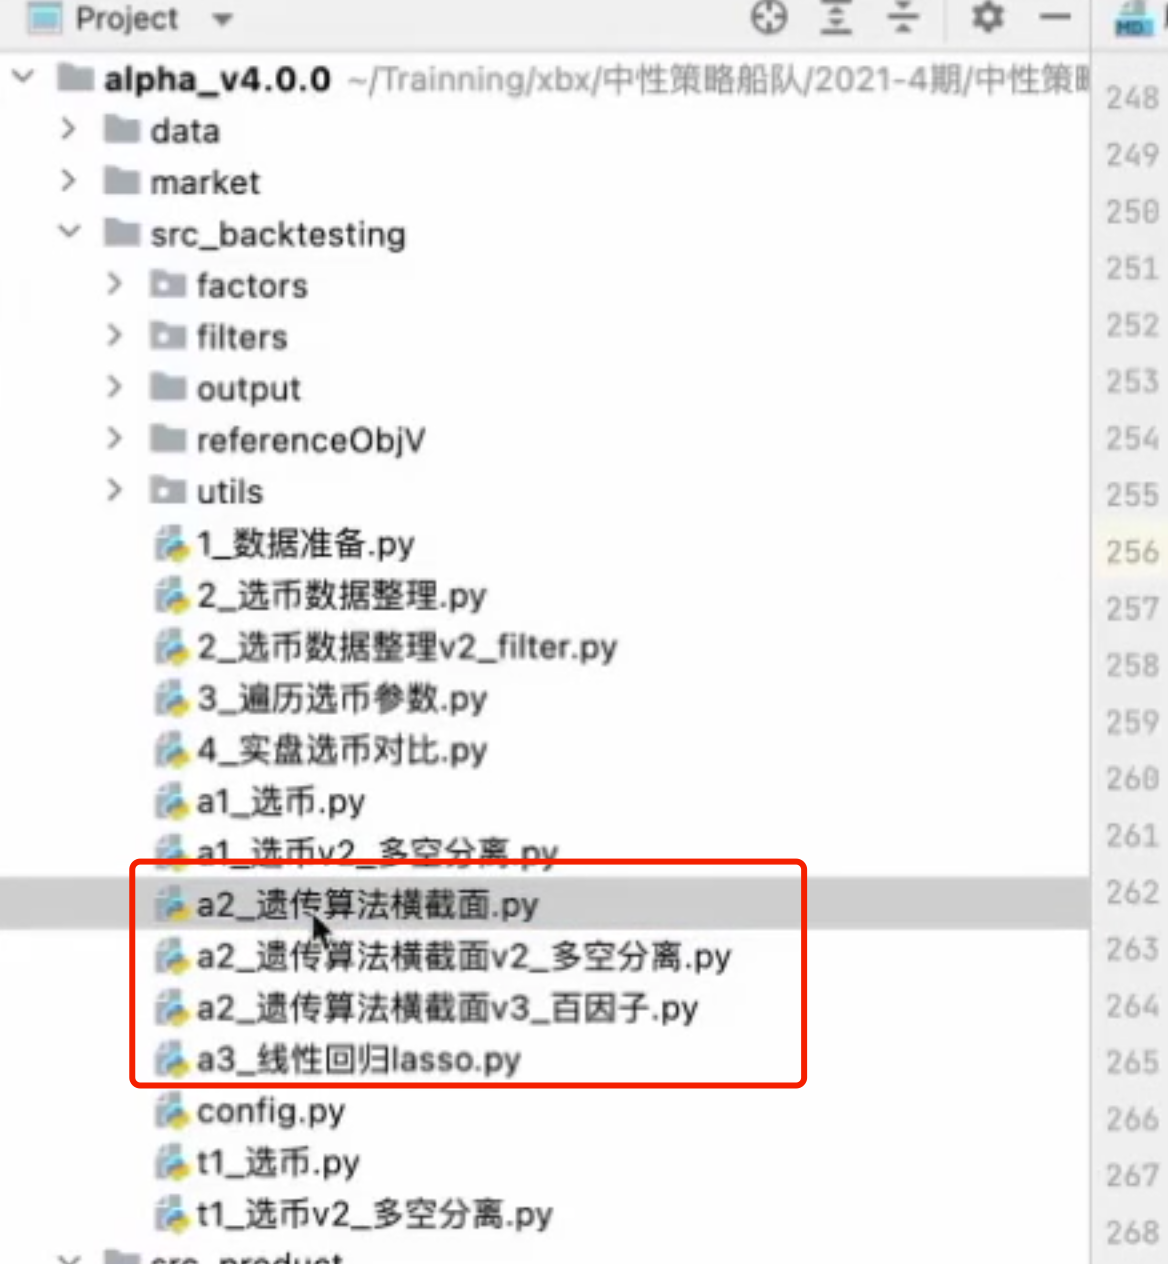 Project
alpha_v4.0.0 ~/Trainning/xbx/中性策略船队/2021-4期/中性策略
data
market
src_backtesting
factors
filters
output
referenceObjV
utils
1_数据准备.py
2_选币数据整理.py
2_选币数据整理v2_filter.py
3_遍历选币参数.py
4_实盘选币对比.py
a1_选币.py
a1_选币v2_多空分离.py
a2_遗传算法横截面.py
a2_遗传算法横截面v2_多空分离.py
a2_遗传算法横截面v3_百因子.py
a3_线性回归lasso.py
config.py
t1_选币.py
t1_选币v2_多空分离.py
src_product
MD
248
249
250
251
252
253
254
255
256
257
258
259
260
261
262
263
264
265
266
267
268